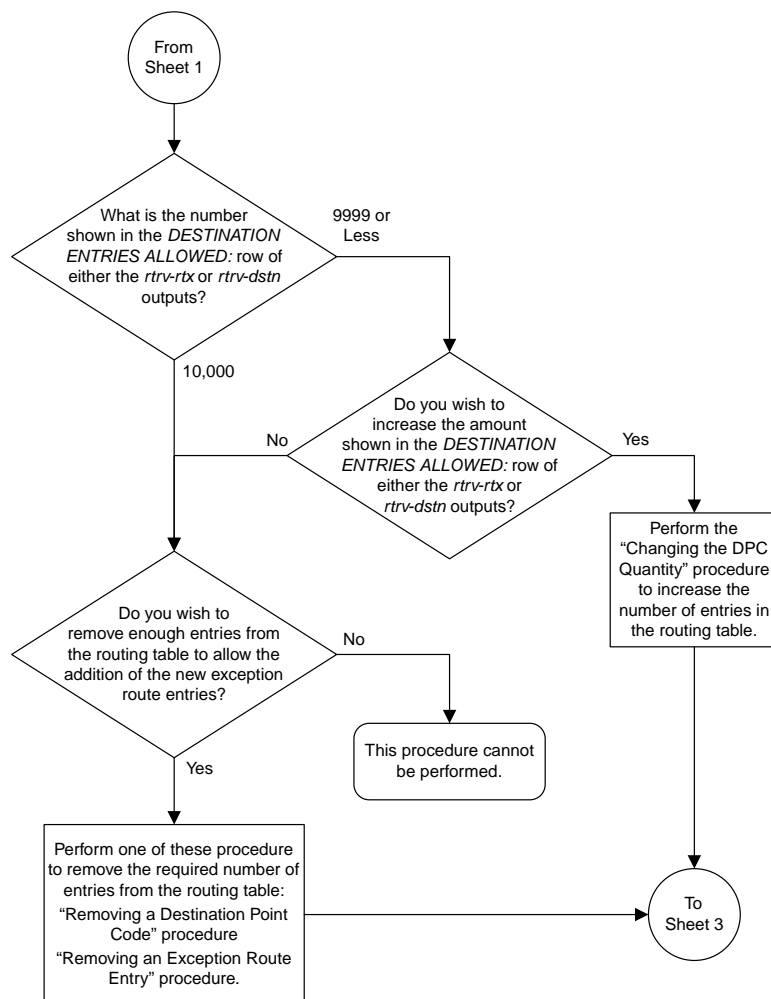 From
Sheet 1
What is the number
shown in the DESTINATION
ENTRIES ALLOWED: row of
either the rtrv-rtx or rtrv-dstn
outputs?
9999 or
Less
10,000
Do you wish to
increase the amount
shown in the DESTINATION
ENTRIES ALLOWED: row of
either the rtrv-rtx or
rtrv-dstn outputs?
No
Yes
Perform the
“Changing the DPC
Quantity” procedure
to increase the
number of entries in
the routing table.
Do you wish to
remove enough entries from
the routing table to allow the
addition of the new exception
route entries?
No
This procedure cannot
be performed.
Yes
Perform one of these procedure
to remove the required number of
entries from the routing table:
“Removing a Destination Point
Code” procedure
“Removing an Exception Route
Entry” procedure.
To
Sheet 3